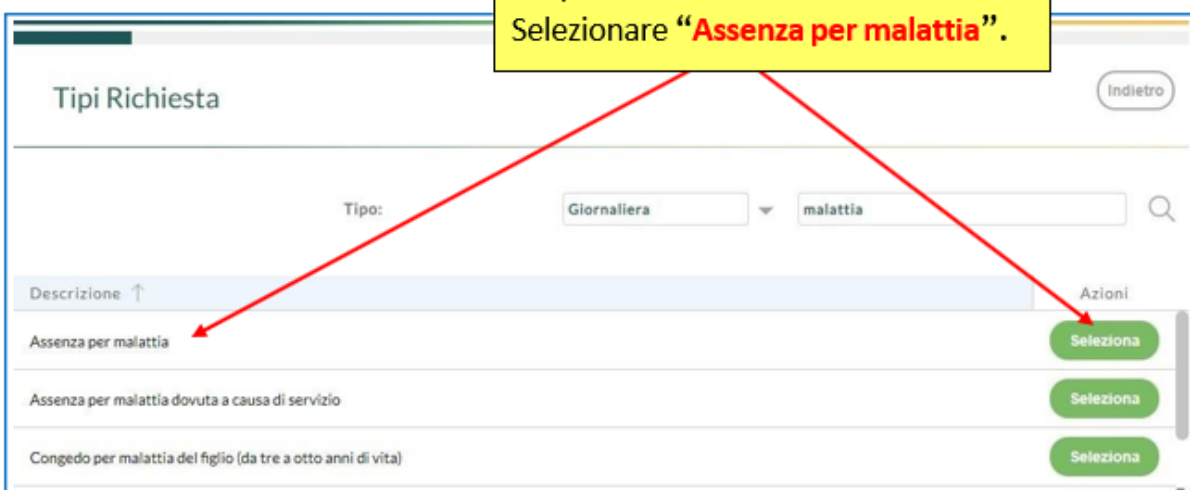 Selezionare “Assenza per malattia”.
Tipi Richiesta
Indietro
Tipo:
Giornaliera
malattia
Descrizione ↑
Azioni
Assenza per malattia
Seleziona
Assenza per malattia dovuta a causa di servizio
Seleziona
Congedo per malattia del figlio (da tre a otto anni di vita)
Seleziona